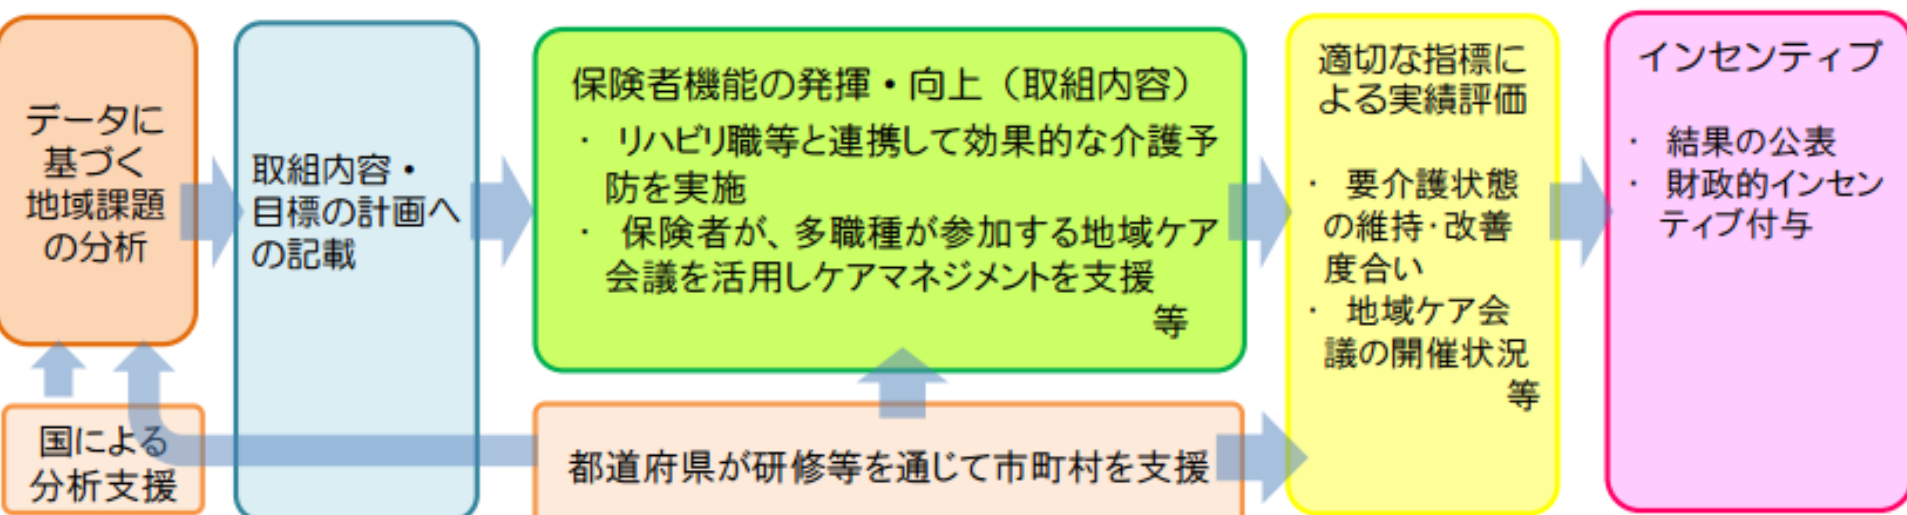 データに
基づく
地域課題
の分析
国による
分析支援
取組内容・
目標の計画へ
の記載
保険者機能の発揮・向上（取組内容）
・ リハビリ職等と連携して効果的な介護予
防を実施
・ 保険者が、多職種が参加する地域ケア
会議を活用しケアマネジメントを支援
等
都道府県が研修等を通じて市町村を支援
適切な指標に
よる実績評価
・ 要介護状態
の維持・改善
度合い
・ 地域ケア会
議の開催状況
等
インセンティブ
・ 結果の公表
・ 財政的インセン
ティブ付与